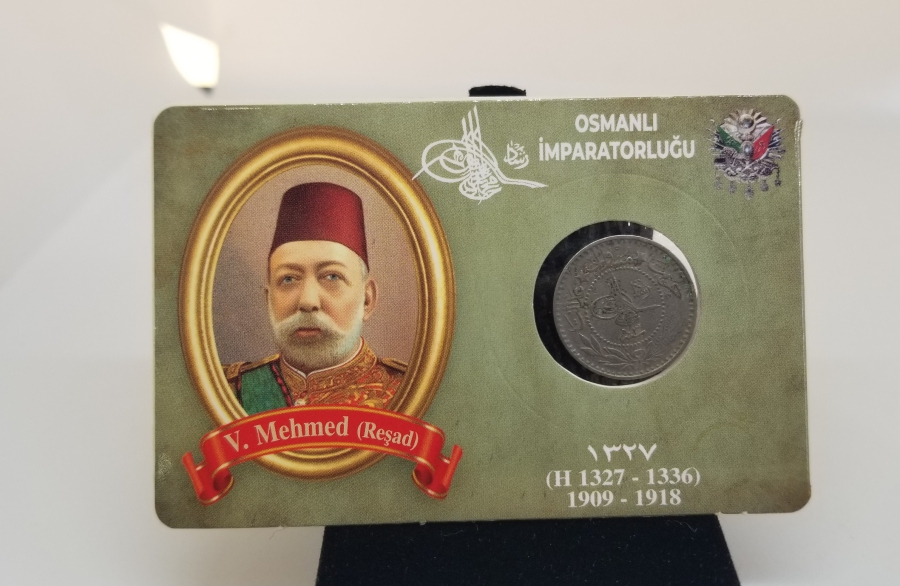 OSMANLI
İMPARATORLUĞU
V. Mehmed (Reşad)
١٣٢٧
(H 1327 - 1336)
1909 - 1918